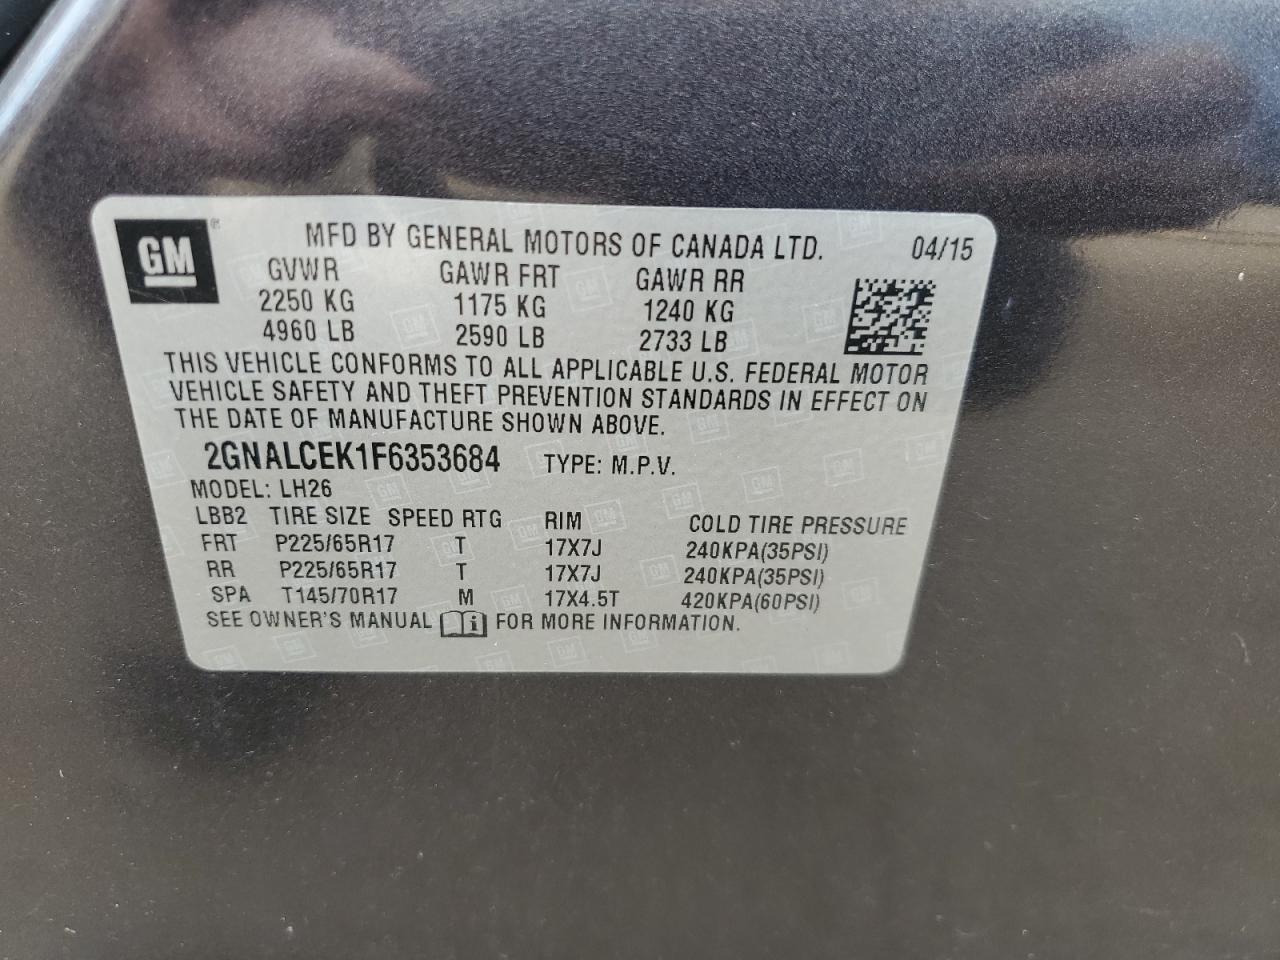 GM ® MFD BY GENERAL MOTORS OF CANADA LTD. 04/15
GVWR GAWR FRT GAWR RR
2250 KG 1175 KG 1240 KG
4960 LB 2590 LB 2733 LB
THIS VEHICLE CONFORMS TO ALL APPLICABLE U.S. FEDERAL MOTOR
VEHICLE SAFETY AND THEFT PREVENTION STANDARDS IN EFFECT ON
THE DATE OF MANUFACTURE SHOWN ABOVE.
2GNALCEK1F6353684 TYPE: M.P.V.
MODEL: LH26
LBB2 TIRE SIZE SPEED RTG RIM COLD TIRE PRESSURE
FRT P225/65R17 T 17X7J 240KPA(35PSI)
RR P225/65R17 T 17X7J 240KPA(35PSI)
SPA T145/70R17 M 17X4.5T 420KPA(60PSI)
SEE OWNER'S MANUAL i FOR MORE INFORMATION.